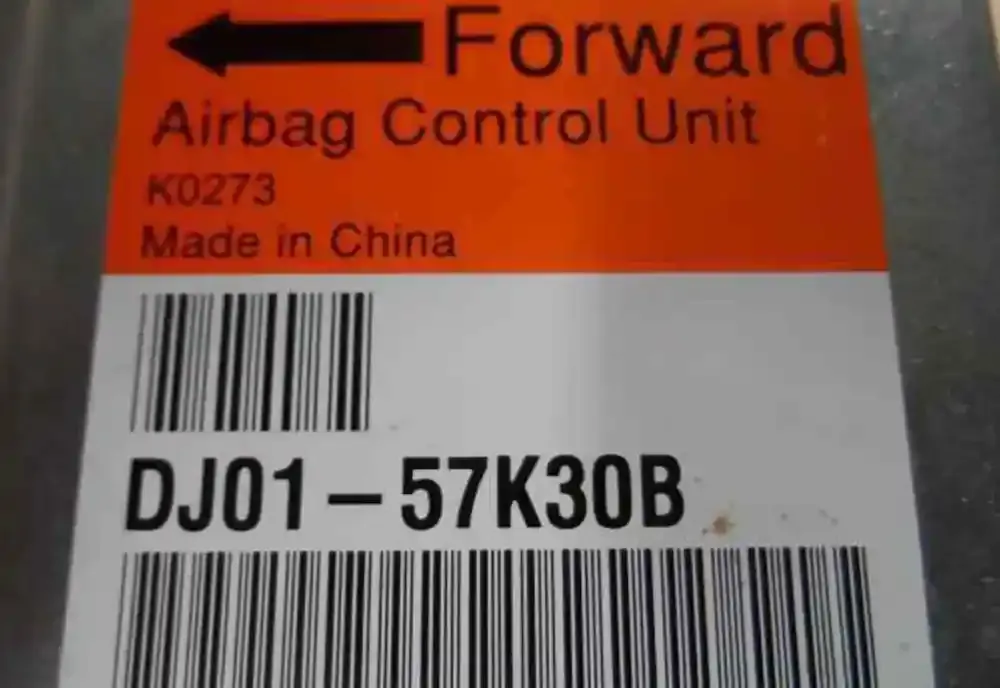 Forward
Airbag Control Unit
K0273
Made in China
DJ01-57K30B